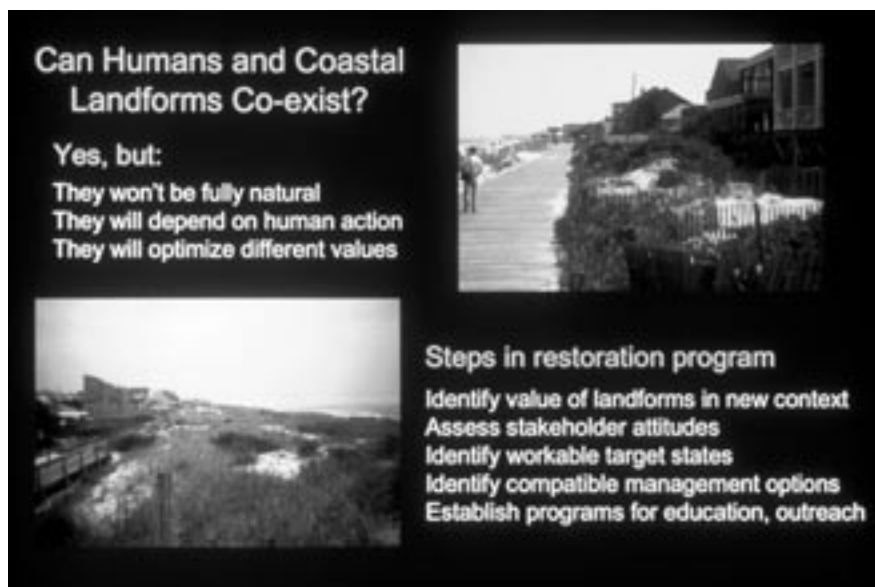 Can Humans and Coastal
Landforms Co-exist?
Yes, but:
They won't be fully natural
They will depend on human action
They will optimize different values
Steps in restoration program
Identify value of landforms in new context
Assess stakeholder attitudes
Identify workable target states
Identify compatible management options
Establish programs for education, outreach